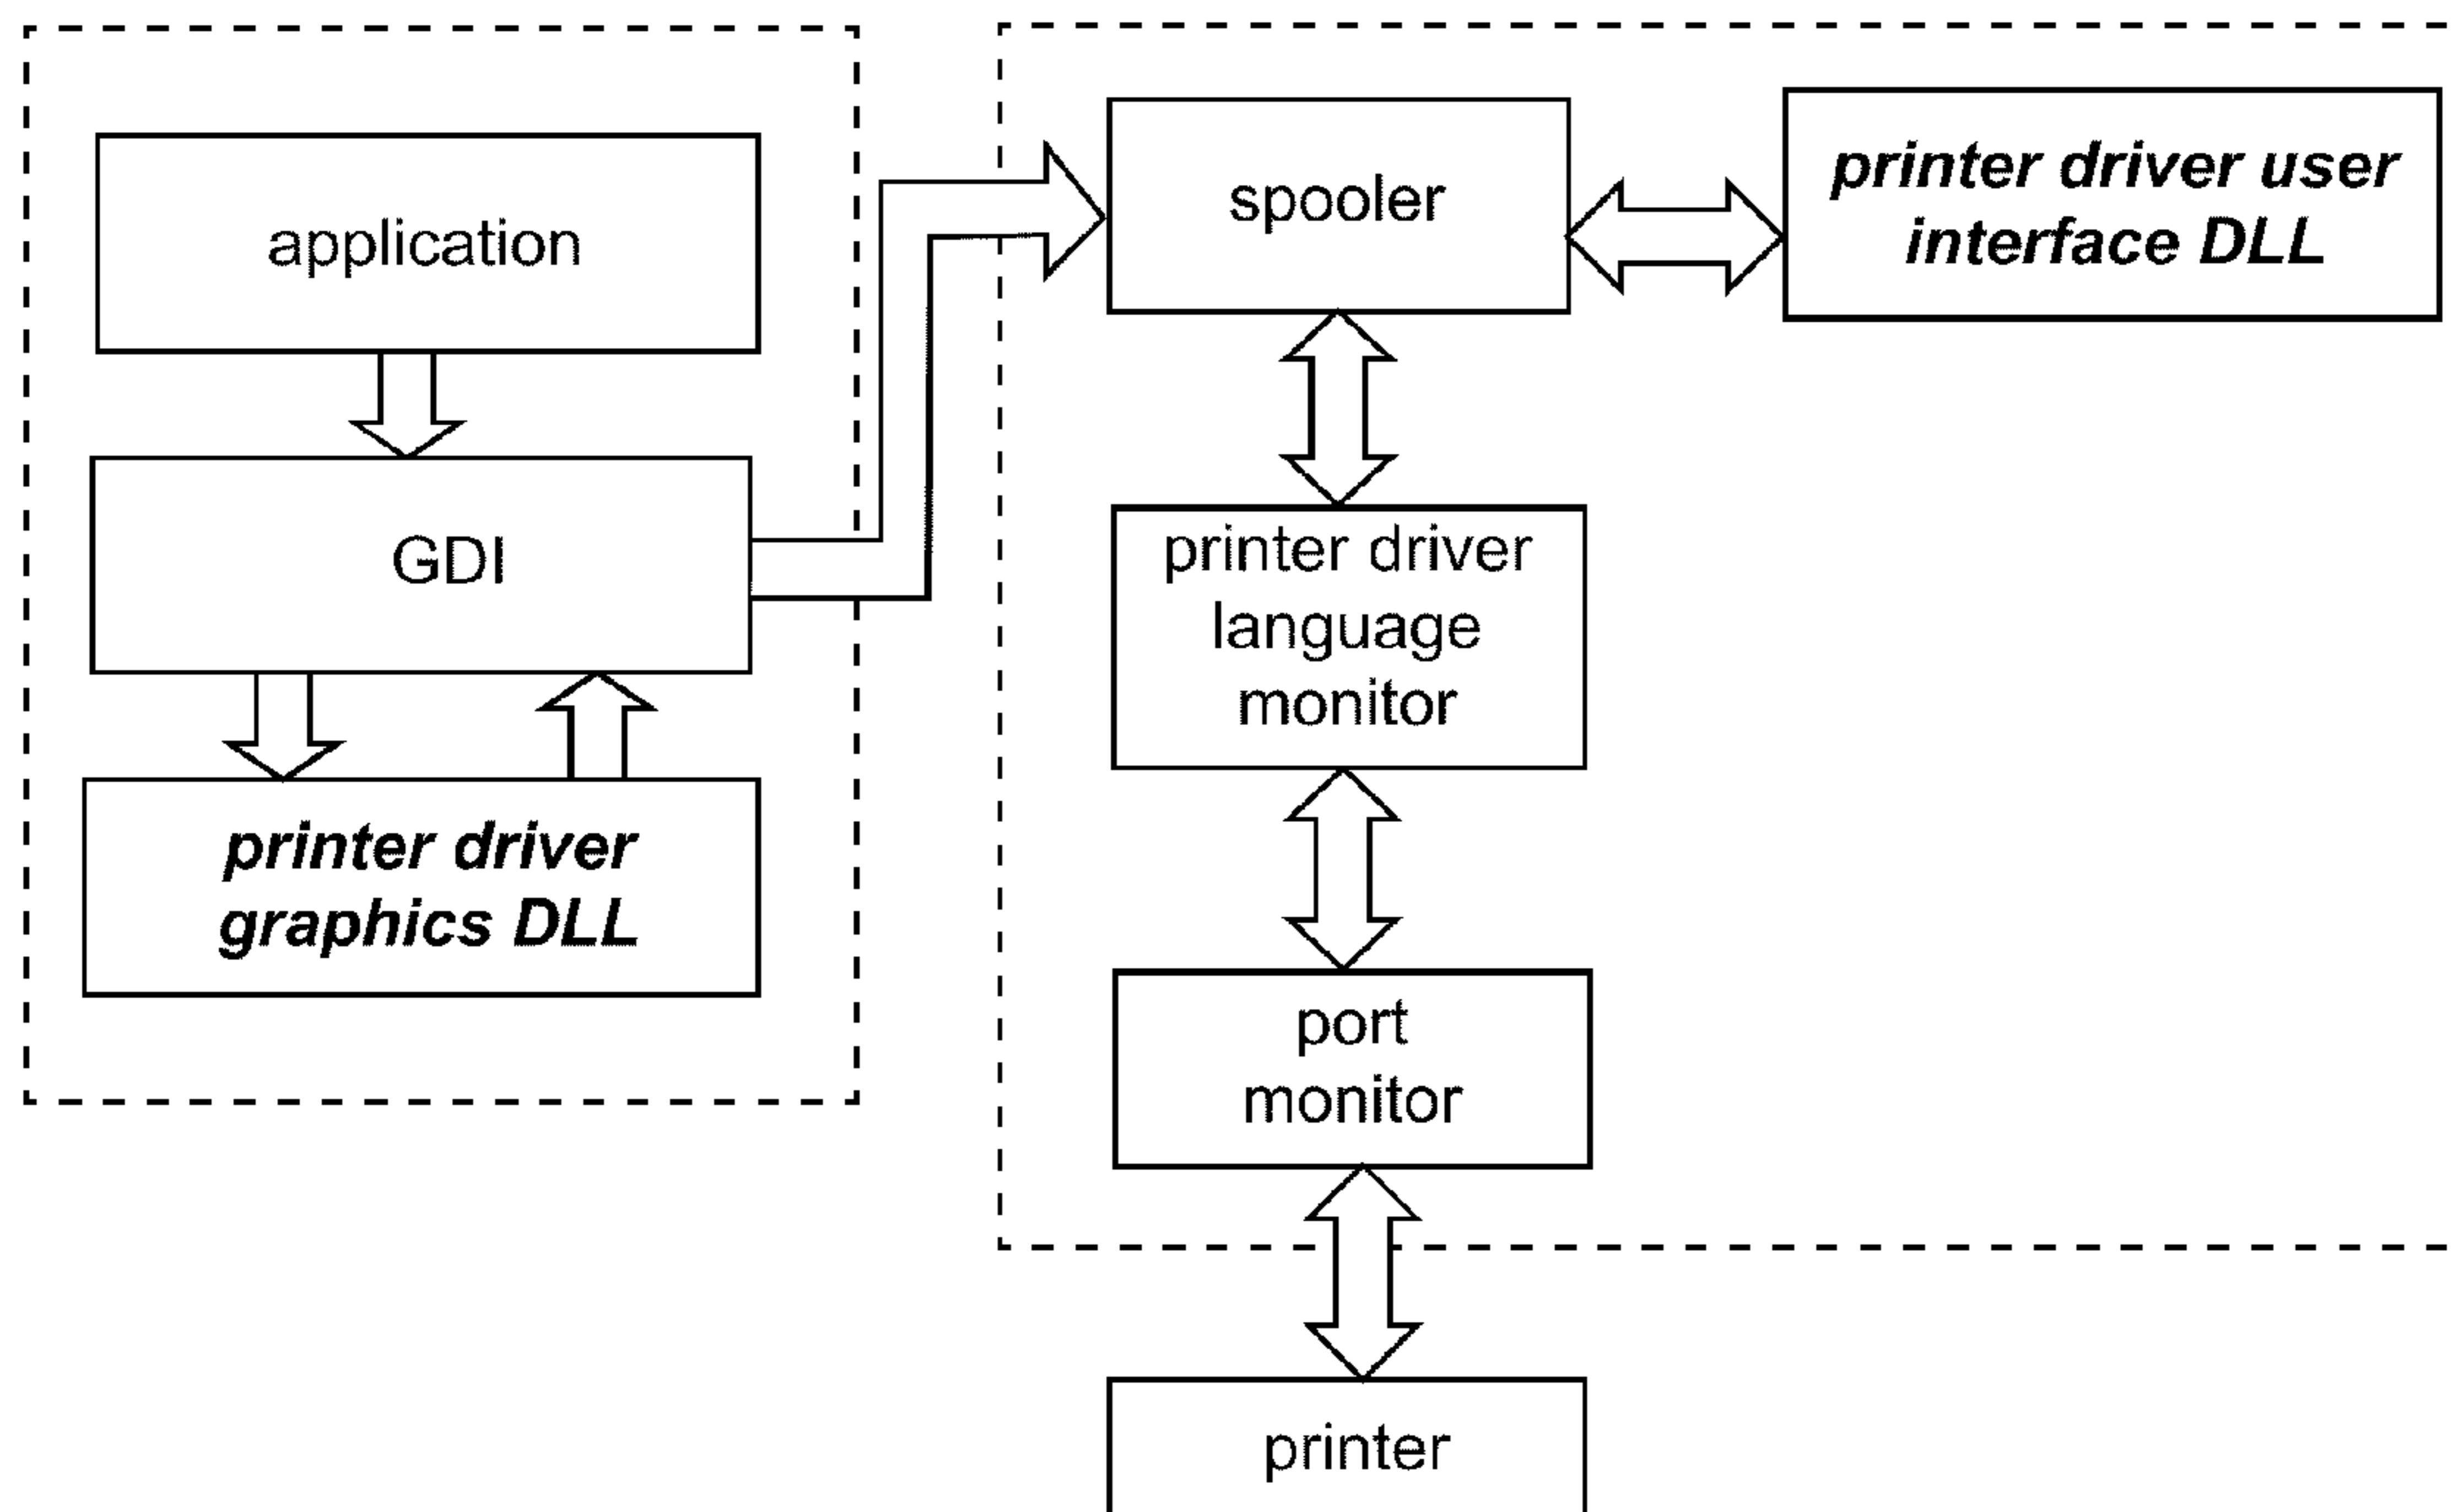 application
GDI
printer driver
graphics DLL
spooler
printer driver user
interface DLL
printer driver
language
monitor
port
monitor
printer